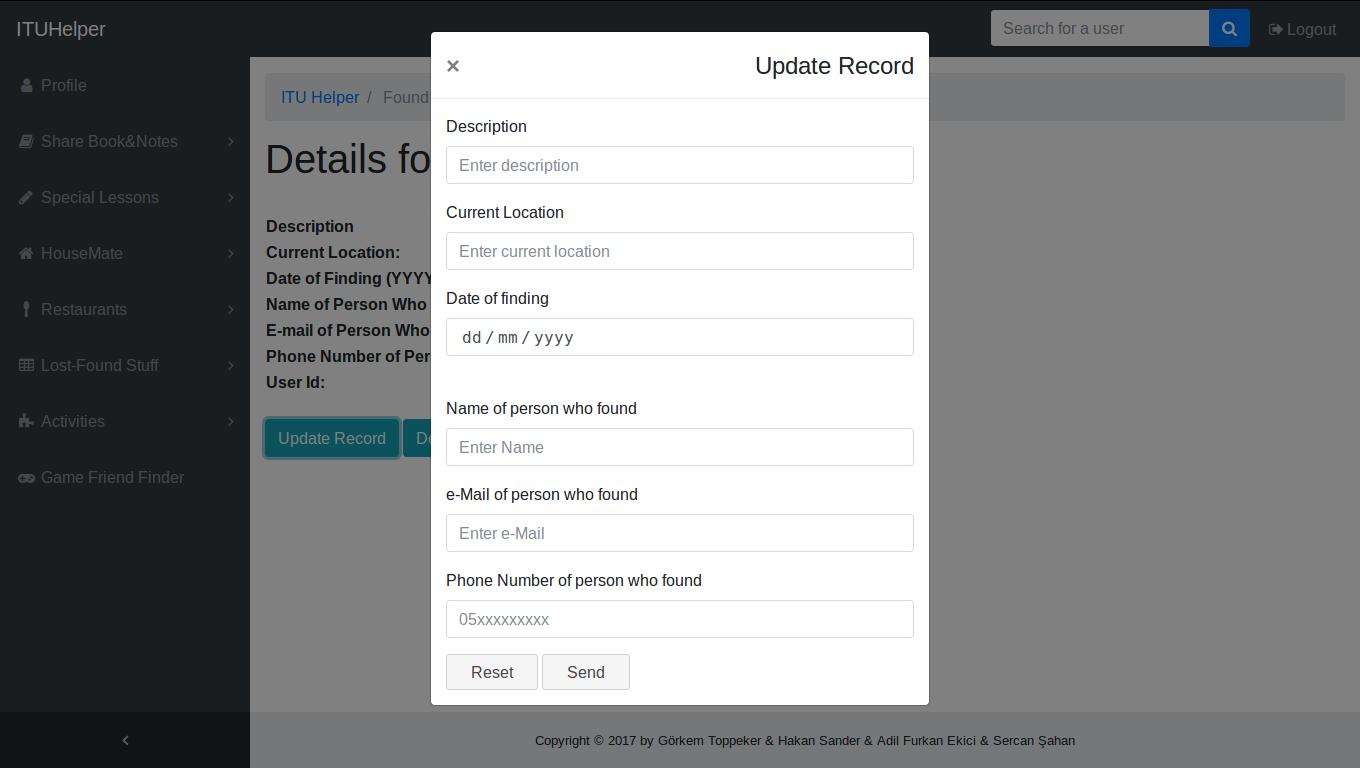 ITUHelper
Search for a user
Logout
Profile
Share Book&Notes
Special Lessons
HouseMate
Restaurants
Lost-Found Stuff
Activities
Game Friend Finder
ITU Helper / Found
Details
Description
Current Location:
Date of Finding
Name of Person Who
E-mail of Person Who
Phone Number of
User Id:
Update Record
× Update Record
Description
Enter description
Current Location
Enter current location
Date of finding
dd / mm / yyyy
Name of person who found
Enter Name
e-Mail of person who found
Enter e-Mail
Phone Number of person who found
05xxxxxxxxx
Reset Send
Copyright © 2017 by Görkem Toppeker & Hakan Sander & Adil Furkan Ekici & Sercan Şahan